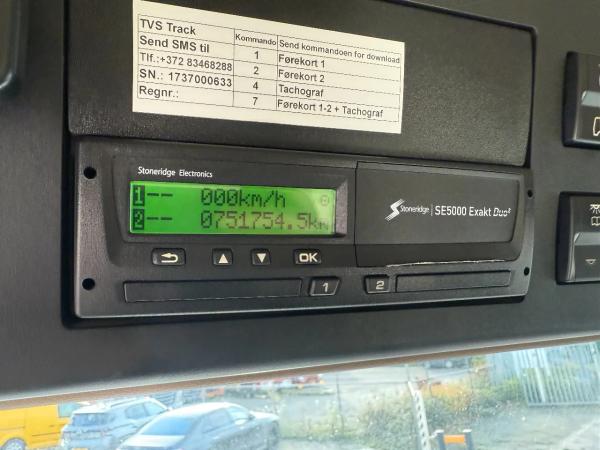 TVS Track
Send SMS til
Tlf.:+372 83468288
SN.: 1737000633
Regnr.:
Kommando Send kommandoen for download
1 Førekort 1
2 Førekort 2
4 Tachograf
7 Førekort 1-2 + Tachograf
Stoneridge Electronics
1 -- 000km/h
2 -- 0751754.5km
Stoneridge | SE5000 Exakt Duo²
OK
1 2